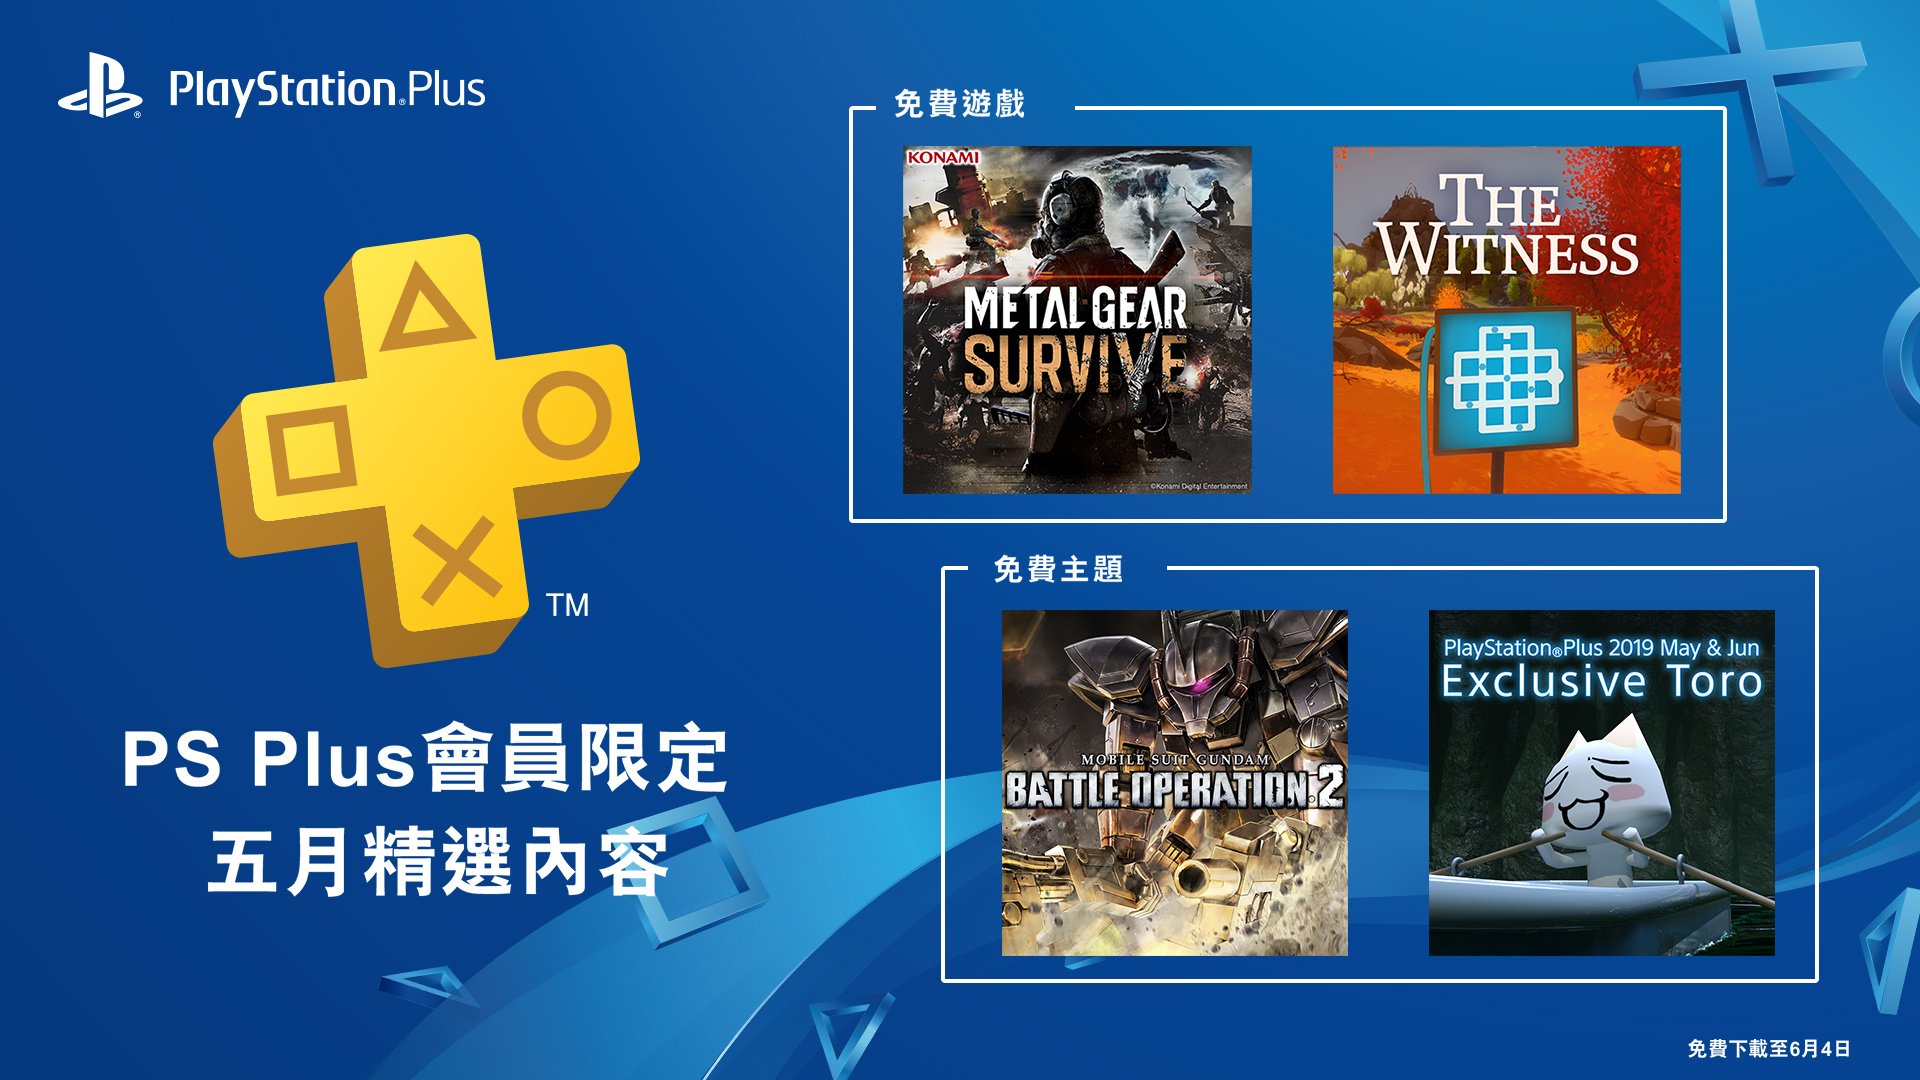 PlayStation®Plus
免費遊戲
KONAMI
METAL GEAR
SURVIVE
©Konami Digital Entertainment
THE
WITNESS
TM
PS Plus會員限定
五月精選內容
免費主題
MOBILE SUIT GUNDAM
BATTLE OPERATION 2
PlayStation®Plus 2019 May & Jun
Exclusive Toro
免費下載至6月4日